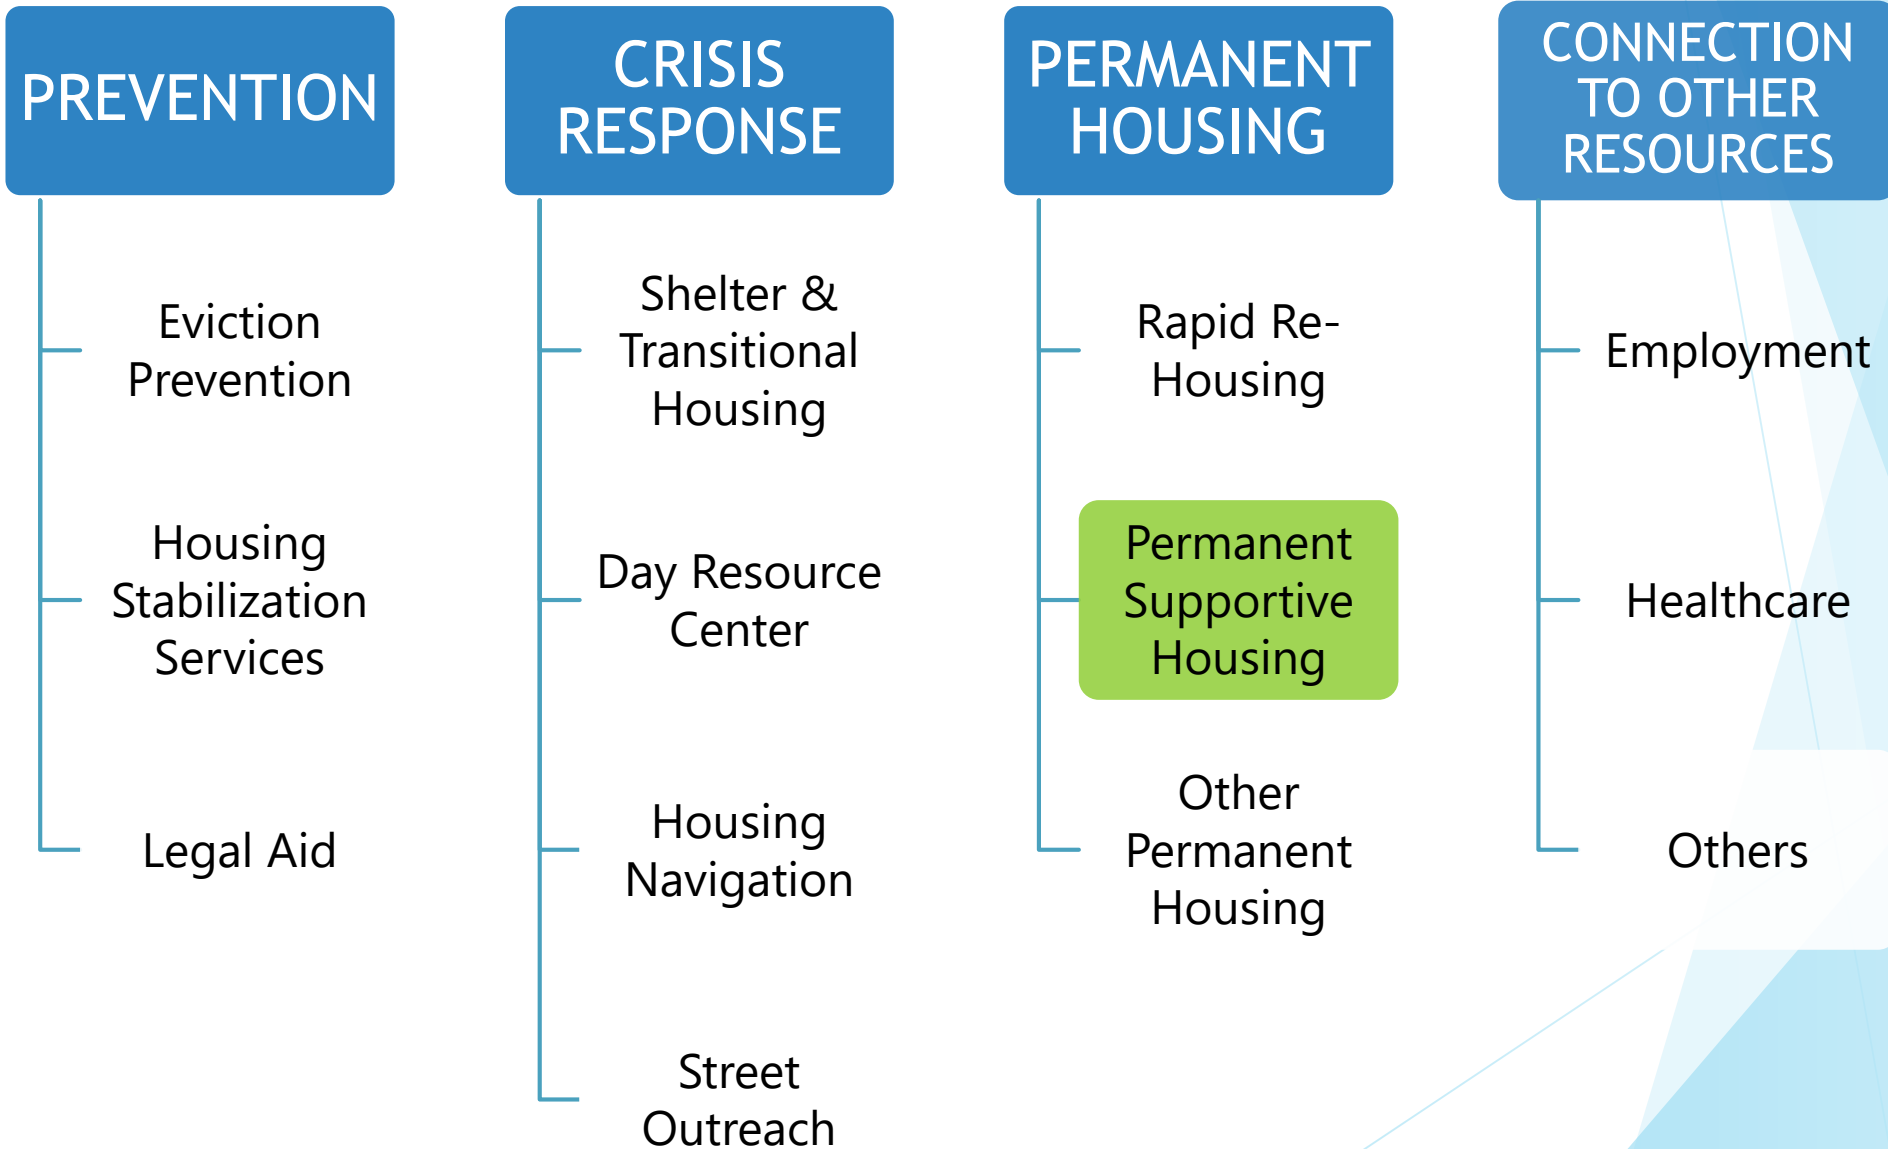 PREVENTION
Eviction
Prevention
Housing
Stabilization
Services
Legal Aid
CRISIS
RESPONSE
Shelter &
Transitional
Housing
Day Resource
Center
Housing
Navigation
Street
Outreach
PERMANENT
HOUSING
Rapid Re-
Housing
Permanent
Supportive
Housing
Other
Permanent
Housing
CONNECTION
TO OTHER
RESOURCES
Employment
Healthcare
Others